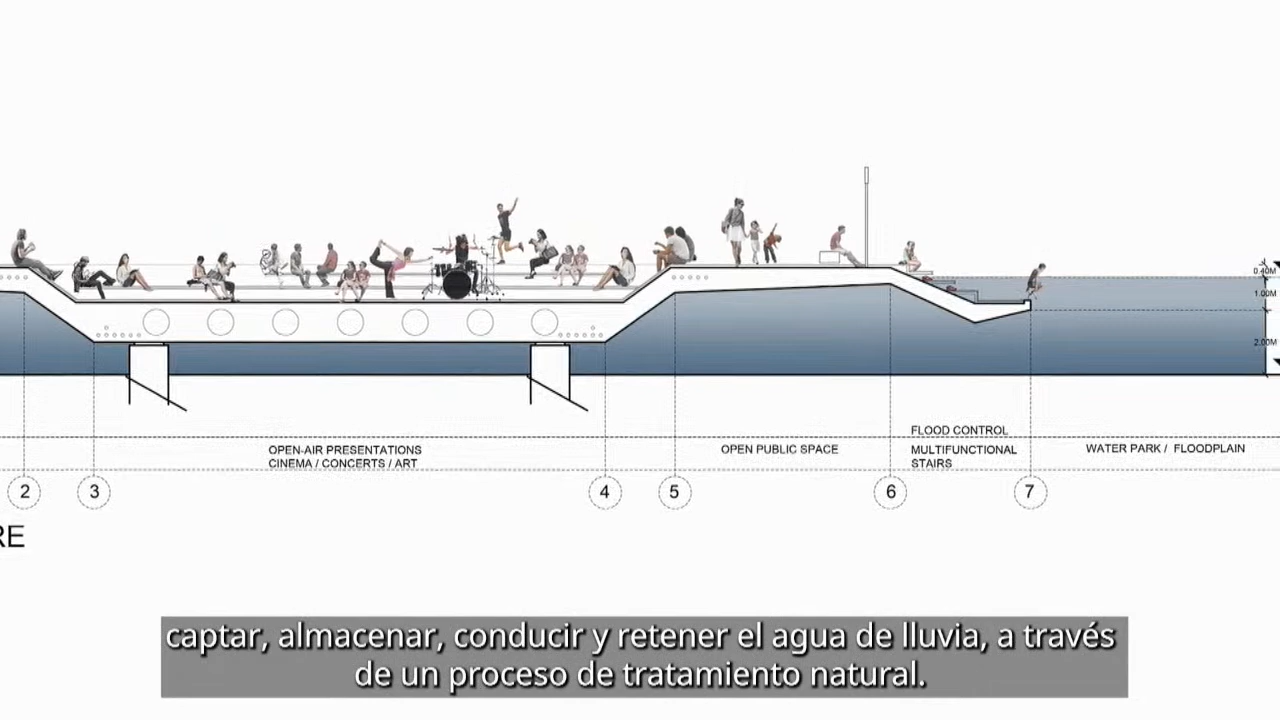 0.40M
1.00M
2.00M
FLOOD CONTROL
OPEN-AIR PRESENTATIONS
CINEMA / CONCERTS / ART
OPEN PUBLIC SPACE
MULTIFUNCTIONAL
STAIRS
WATER PARK / FLOODPLAIN
2 3 4 5 6 7
RE
captar, almacenar, conducir y retener el agua de lluvia, a través
de un proceso de tratamiento natural.